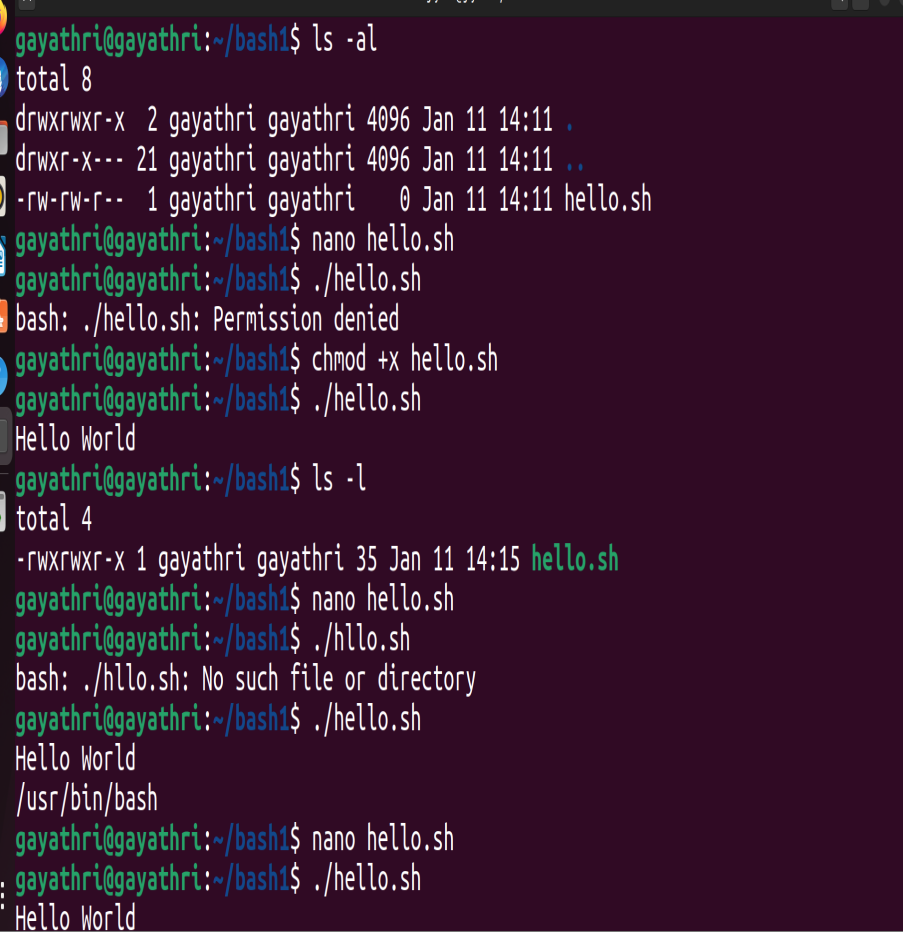 gayathri@gayathri:~/bash1$ ls -al
total 8
drwxrwxr-x  2 gayathri gayathri 4096 Jan 11 14:11 .
drwxr-x--- 21 gayathri gayathri 4096 Jan 11 14:11 ..
-rw-rw-r--  1 gayathri gayathri    0 Jan 11 14:11 hello.sh
gayathri@gayathri:~/bash1$ nano hello.sh
gayathri@gayathri:~/bash1$ ./hello.sh
bash: ./hello.sh: Permission denied
gayathri@gayathri:~/bash1$ chmod +x hello.sh
gayathri@gayathri:~/bash1$ ./hello.sh
Hello World
gayathri@gayathri:~/bash1$ ls -l
total 4
-rwxrwxr-x 1 gayathri gayathri 35 Jan 11 14:15 hello.sh
gayathri@gayathri:~/bash1$ nano hello.sh
gayathri@gayathri:~/bash1$ ./hllo.sh
bash: ./hllo.sh: No such file or directory
gayathri@gayathri:~/bash1$ ./hello.sh
Hello World
/usr/bin/bash
gayathri@gayathri:~/bash1$ nano hello.sh
gayathri@gayathri:~/bash1$ ./hello.sh
Hello World